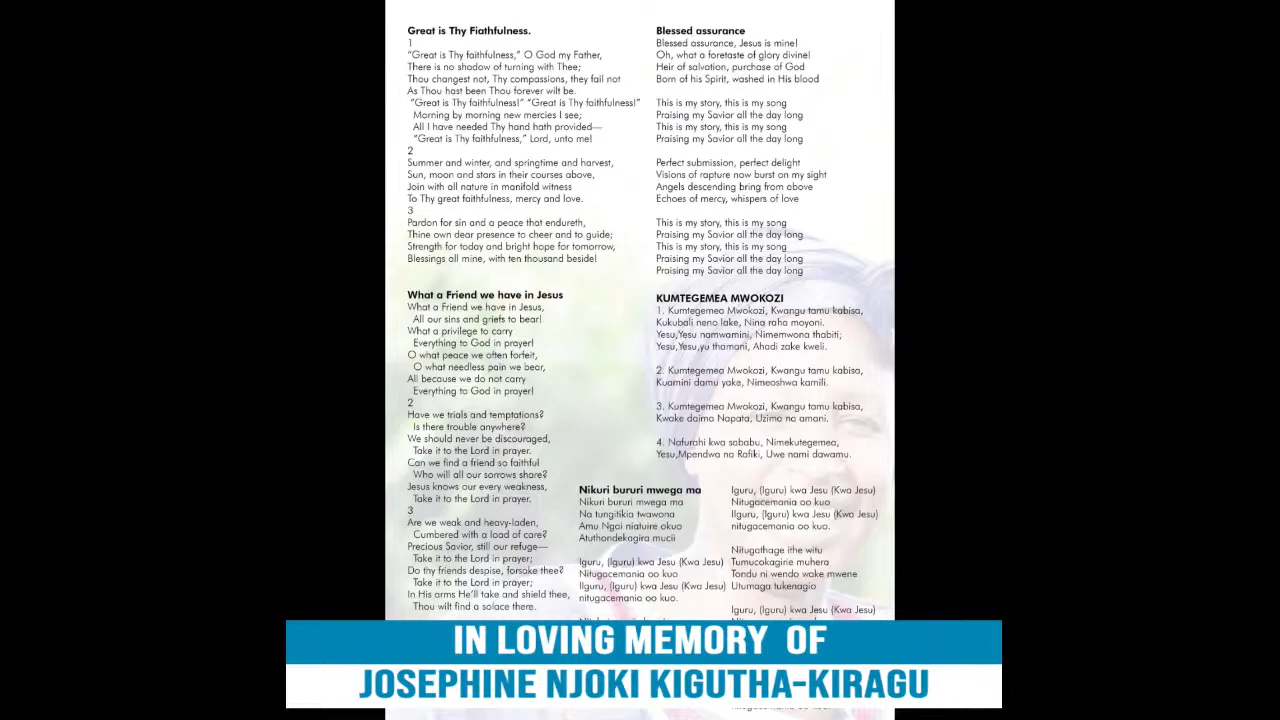 Great is Thy Fiathfulness.
1
“Great is Thy faithfulness,” O God my Father,
There is no shadow of turning with Thee;
Thou changest not, Thy compassions, they fail not
As Thou hast been Thou forever wilt be.
“Great is Thy faithfulness!” “Great is Thy faithfulness!”
Morning by morning new mercies I see;
All I have needed Thy hand hath provided—
“Great is Thy faithfulness,” Lord, unto me!
2
Summer and winter, and springtime and harvest,
Sun, moon and stars in their courses above,
Join with all nature in manifold witness
To Thy great faithfulness, mercy and love.
3
Pardon for sin and a peace that endureth,
Thine own dear presence to cheer and to guide;
Strength for today and bright hope for tomorrow,
Blessings all mine, with ten thousand beside!
What a Friend we have in Jesus
What a Friend we have in Jesus,
All our sins and griefs to bear!
What a privilege to carry
Everything to God in prayer!
O what peace we often forfeit,
O what needless pain we bear,
All because we do not carry
Everything to God in prayer!
2
Have we trials and temptations?
Is there trouble anywhere?
We should never be discouraged,
Take it to the Lord in prayer.
Can we find a friend so faithful
Who will all our sorrows share?
Jesus knows our every weakness,
Take it to the Lord in prayer.
3
Are we weak and heavy-laden,
Cumbered with a load of care?
Precious Savior, still our refuge—
Take it to the Lord in prayer;
Do thy friends despise, forsake thee?
Take it to the Lord in prayer;
In His arms He’ll take and shield thee,
Thou wilt find a solace there.
Blessed assurance
Blessed assurance, Jesus is mine!
Oh, what a foretaste of glory divine!
Heir of salvation, purchase of God
Born of his Spirit, washed in His blood
This is my story, this is my song
Praising my Savior all the day long
This is my story, this is my song
Praising my Savior all the day long
Perfect submission, perfect delight
Visions of rapture now burst on my sight
Angels descending bring from above
Echoes of mercy, whispers of love
This is my story, this is my song
Praising my Savior all the day long
This is my story, this is my song
Praising my Savior all the day long
Praising my Savior all the day long
KUMTEGEMEA MWOKOZI
1. Kumtegemea Mwokozi, Kwangu tamu kabisa,
Kukubali neno lake, Nina raha moyoni.
Yesu,Yesu namwamini, Nimemwona thabiti;
Yesu,Yesu,yu thamani, Ahadi zake kweli.
2. Kumtegemea Mwokozi, Kwangu tamu kabisa,
Kuamini damu yake, Nimeoshwa kamili.
3. Kumtegemea Mwokozi, Kwangu tamu kabisa,
Kwake daima Napata, Uzima na amani.
4. Nafurahi kwa sababu, Nimekutegemea,
Yesu,Mpendwa na Rafiki, Uwe nami dawamu.
Nikuri bururi mwega ma
Nikuri bururi mwega ma
Na tungitikia twawona
Amu Ngai niatuire okuo
Atuthondekagira mucii
Iguru, (Iguru) kwa Jesu (Kwa Jesu)
Nitugacemania oo kuo
IIguru, (Iguru) kwa Jesu (Kwa Jesu)
nitugacemania oo kuo.
Iguru, (Iguru) kwa Jesu (Kwa Jesu)
Nitugacemania oo kuo
IIguru, (Iguru) kwa Jesu (Kwa Jesu)
nitugacemania oo kuo.
Nitugathage ithe witu
Tumucokagirie muhera
Tondu ni wendo wake mwene
Utumaga tukenagio
Iguru, (Iguru) kwa Jesu (Kwa Jesu)
IN LOVING MEMORY OF
JOSEPHINE NJOKI KIGUTHA-KIRAGU